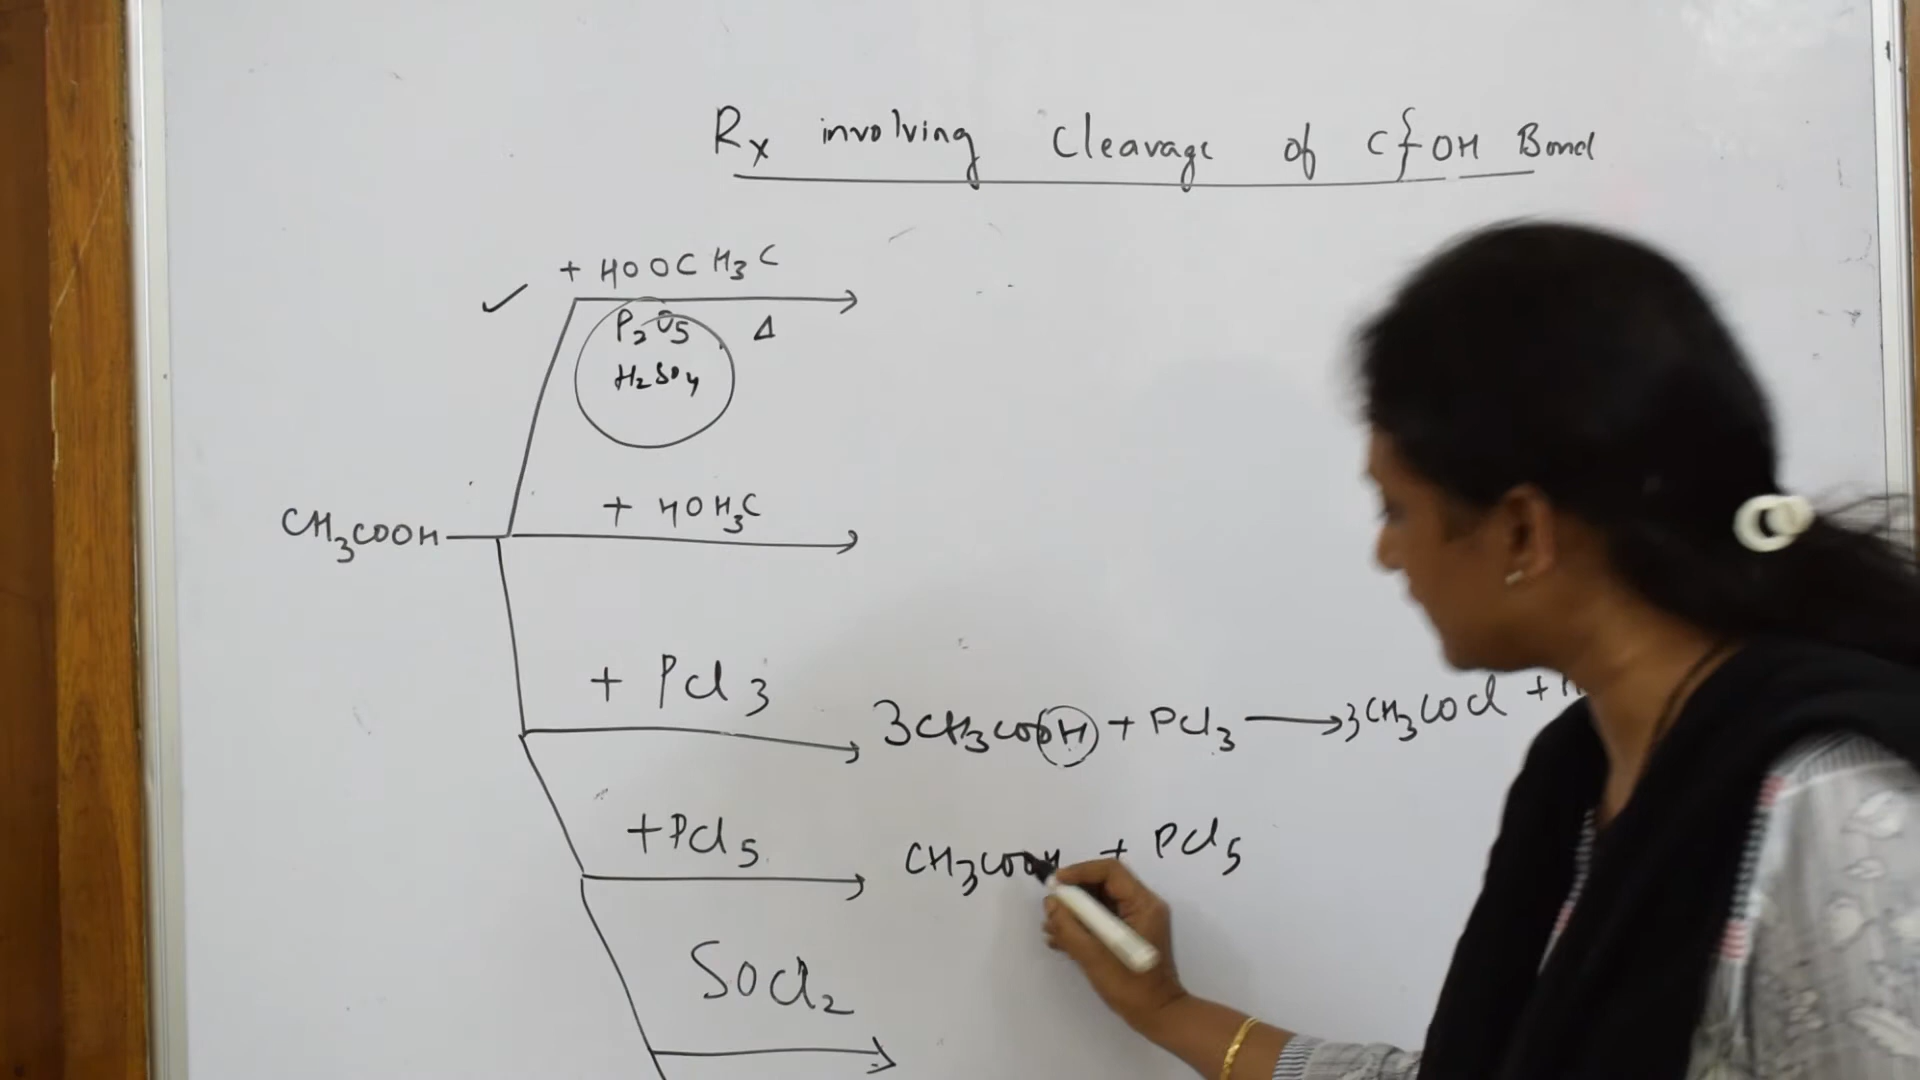 Rx involving Cleavage of C}OH Bond
+ HOOCH₃C
P₂O₅ Δ
H₂SO₄
+ HOH₃C
CH₃COOH
+ PCl₃
3CH₃COOH + PCl₃ → 3CH₃COCl +
+PCl₅
CH₃COOH + PCl₅
SOCl₂